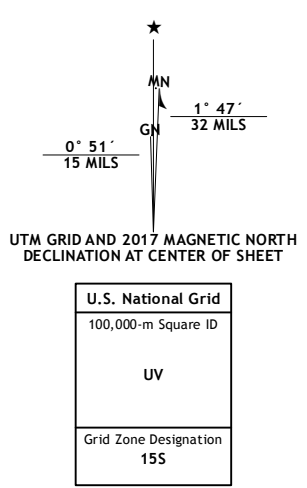 ★
MN
1° 47´
32 MILS
GN
0° 51´
15 MILS
UTM GRID AND 2017 MAGNETIC NORTH
DECLINATION AT CENTER OF SHEET
U.S. National Grid
100,000-m Square ID
UV
Grid Zone Designation
15S